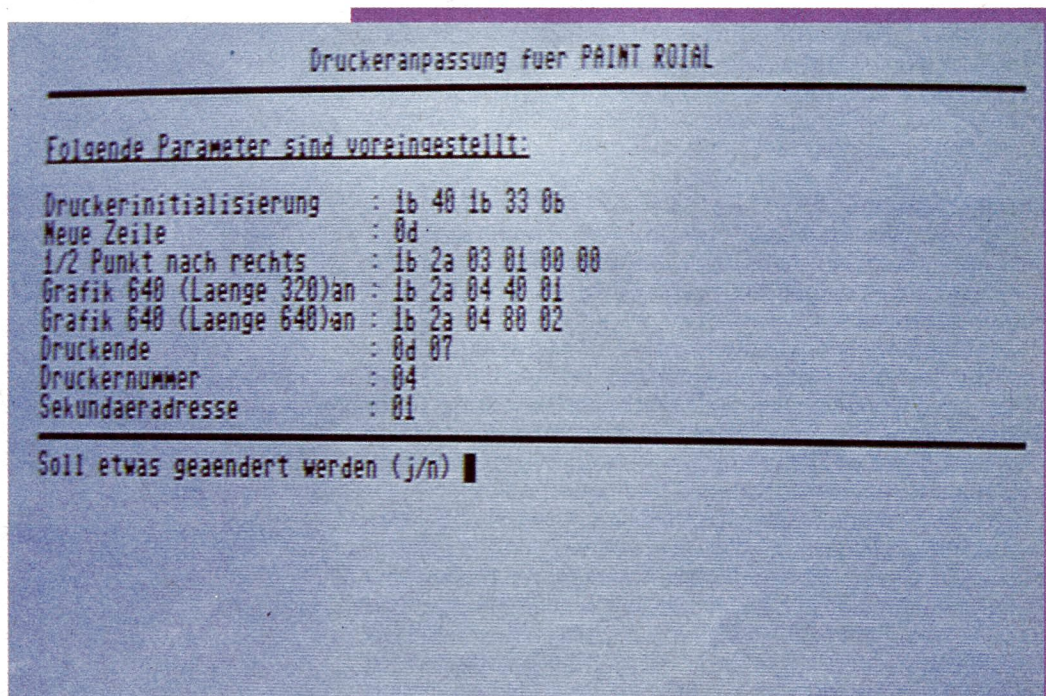 Druckeranpassung fuer PAINT ROIAL
Folgende Parameter sind voreingestellt:
Druckerinitialisierung : 1b 40 1b 33 0b
Neue Zeile : 0d
1/2 Punkt nach rechts : 1b 2a 03 01 00 00
Grafik 640 (Laenge 320)an : 1b 2a 04 40 01
Grafik 640 (Laenge 640)an : 1b 2a 04 80 02
Druckende : 0d 07
Druckernummer : 04
Sekundaeradresse : 01
Soll etwas geaendert werden (j/n)